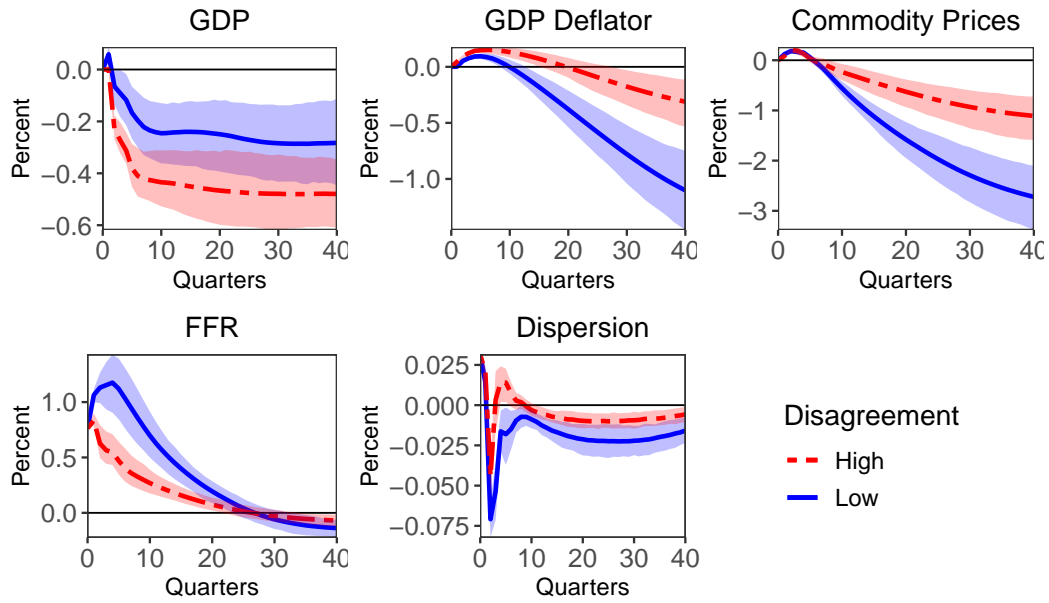 GDP
Percent
0.0
−0.2
−0.4
−0.6
0 10 20 30 40
Quarters
GDP Deflator
Percent
0.0
−0.5
−1.0
0 10 20 30 40
Quarters
Commodity Prices
Percent
0
−1
−2
−3
0 10 20 30 40
Quarters
FFR
Percent
1.0
0.5
0.0
0 10 20 30 40
Quarters
Dispersion
Percent
0.025
0.000
−0.025
−0.050
−0.075
0 10 20 30 40
Quarters
Disagreement
High
Low